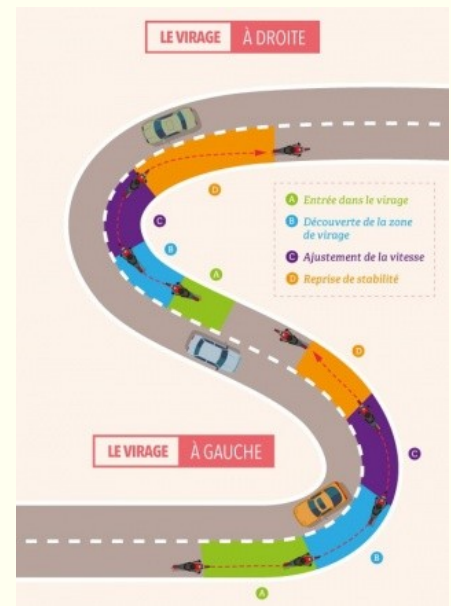 LE VIRAGE À DROITE
D
A Entrée dans le virage
B Découverte de la zone
de virage
C Ajustement de la vitesse
D Reprise de stabilité
C
B
A
D
LE VIRAGE À GAUCHE
C
B
A